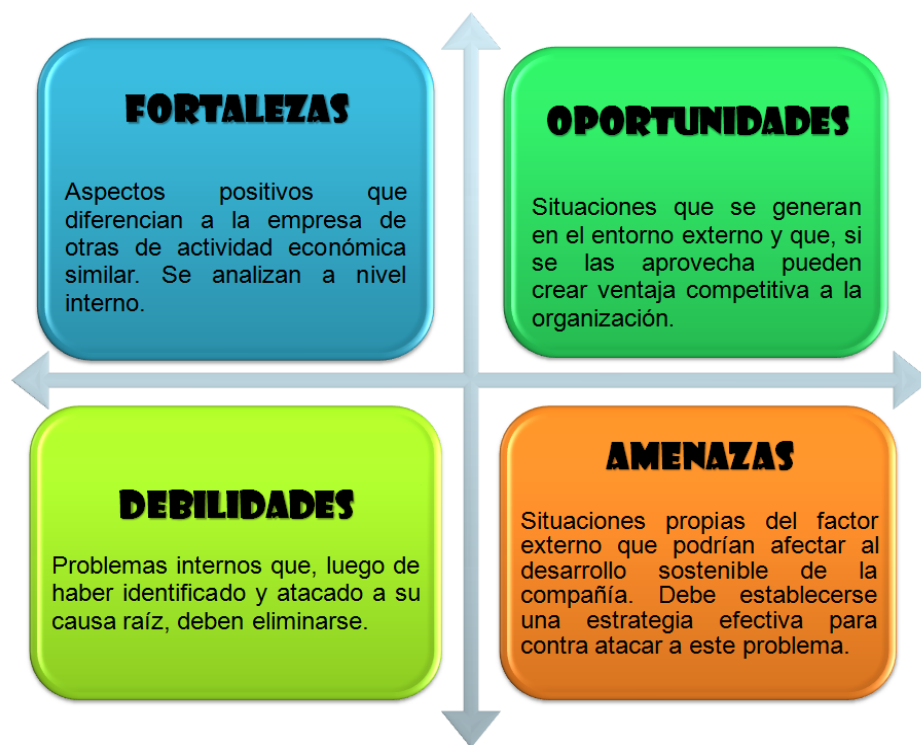 FORTALEZAS
Aspectos positivos que
diferencian a la empresa de
otras de actividad económica
similar. Se analizan a nivel
interno.
OPORTUNIDADES
Situaciones que se generan
en el entorno externo y que, si
se las aprovecha pueden
crear ventaja competitiva a la
organización.
DEBILIDADES
Problemas internos que, luego de
haber identificado y atacado a su
causa raíz, deben eliminarse.
AMENAZAS
Situaciones propias del factor
externo que podrían afectar al
desarrollo sostenible de la
compañía. Debe establecerse
una estrategia efectiva para
contra atacar a este problema.